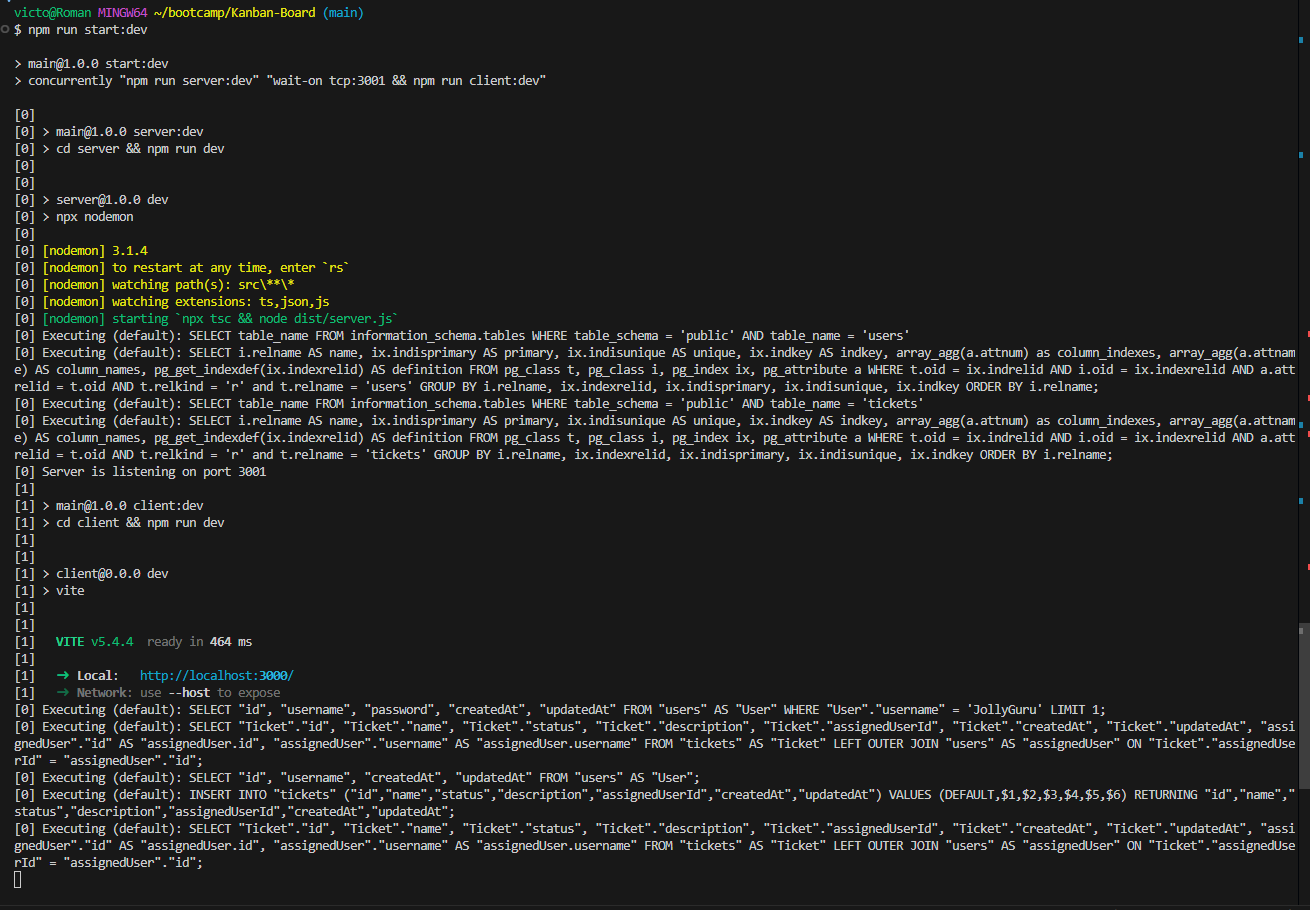 victo@Roman MINGW64 ~/bootcamp/Kanban-Board (main)
$ npm run start:dev
> main@1.0.0 start:dev
> concurrently "npm run server:dev" "wait-on tcp:3001 && npm run client:dev"
[0]
[0] > main@1.0.0 server:dev
[0] > cd server && npm run dev
[0]
[0]
[0] > server@1.0.0 dev
[0] > npx nodemon
[0]
[0] [nodemon] 3.1.4
[0] [nodemon] to restart at any time, enter `rs`
[0] [nodemon] watching path(s): src\**\*
[0] [nodemon] watching extensions: ts,json,js
[0] [nodemon] starting `npx tsc && node dist/server.js`
[0] Executing (default): SELECT table_name FROM information_schema.tables WHERE table_schema = 'public' AND table_name = 'users'
[0] Executing (default): SELECT i.relname AS name, ix.indisprimary AS primary, ix.indisunique AS unique, ix.indkey AS indkey, array_agg(a.attnum) as column_indexes, array_agg(a.attnam
e) AS column_names, pg_get_indexdef(ix.indexrelid) AS definition FROM pg_class t, pg_class i, pg_index ix, pg_attribute a WHERE t.oid = ix.indrelid AND i.oid = ix.indexrelid AND a.att
relid = t.oid AND t.relkind = 'r' and t.relname = 'users' GROUP BY i.relname, ix.indexrelid, ix.indisprimary, ix.indisunique, ix.indkey ORDER BY i.relname;
[0] Executing (default): SELECT table_name FROM information_schema.tables WHERE table_schema = 'public' AND table_name = 'tickets'
[0] Executing (default): SELECT i.relname AS name, ix.indisprimary AS primary, ix.indisunique AS unique, ix.indkey AS indkey, array_agg(a.attnum) as column_indexes, array_agg(a.attnam
e) AS column_names, pg_get_indexdef(ix.indexrelid) AS definition FROM pg_class t, pg_class i, pg_index ix, pg_attribute a WHERE t.oid = ix.indrelid AND i.oid = ix.indexrelid AND a.att
relid = t.oid AND t.relkind = 'r' and t.relname = 'tickets' GROUP BY i.relname, ix.indexrelid, ix.indisprimary, ix.indisunique, ix.indkey ORDER BY i.relname;
[0] Server is listening on port 3001
[1]
[1] > main@1.0.0 client:dev
[1] > cd client && npm run dev
[1]
[1]
[1] > client@0.0.0 dev
[1] > vite
[1]
[1]
[1]   VITE v5.4.4  ready in 464 ms
[1]
[1]   ➜ Local:   http://localhost:3000/
[1]   ➜ Network: use --host to expose
[0] Executing (default): SELECT "id", "username", "password", "createdAt", "updatedAt" FROM "users" AS "User" WHERE "User"."username" = 'JollyGuru' LIMIT 1;
[0] Executing (default): SELECT "Ticket"."id", "Ticket"."name", "Ticket"."status", "Ticket"."description", "Ticket"."assignedUserId", "Ticket"."createdAt", "Ticket"."updatedAt", "assi
gnedUser"."id" AS "assignedUser.id", "assignedUser"."username" AS "assignedUser.username" FROM "tickets" AS "Ticket" LEFT OUTER JOIN "users" AS "assignedUser" ON "Ticket"."assignedUse
rId" = "assignedUser"."id";
[0] Executing (default): SELECT "id", "username", "createdAt", "updatedAt" FROM "users" AS "User";
[0] Executing (default): INSERT INTO "tickets" ("id","name","status","description","assignedUserId","createdAt","updatedAt") VALUES (DEFAULT,$1,$2,$3,$4,$5,$6) RETURNING "id","name","
status","description","assignedUserId","createdAt","updatedAt";
[0] Executing (default): SELECT "Ticket"."id", "Ticket"."name", "Ticket"."status", "Ticket"."description", "Ticket"."assignedUserId", "Ticket"."createdAt", "Ticket"."updatedAt", "assi
gnedUser"."id" AS "assignedUser.id", "assignedUser"."username" AS "assignedUser.username" FROM "tickets" AS "Ticket" LEFT OUTER JOIN "users" AS "assignedUser" ON "Ticket"."assignedUse
rId" = "assignedUser"."id";